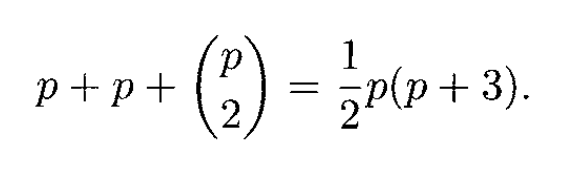 $p + p + \binom{p}{2} = \frac{1}{2}p(p + 3).$